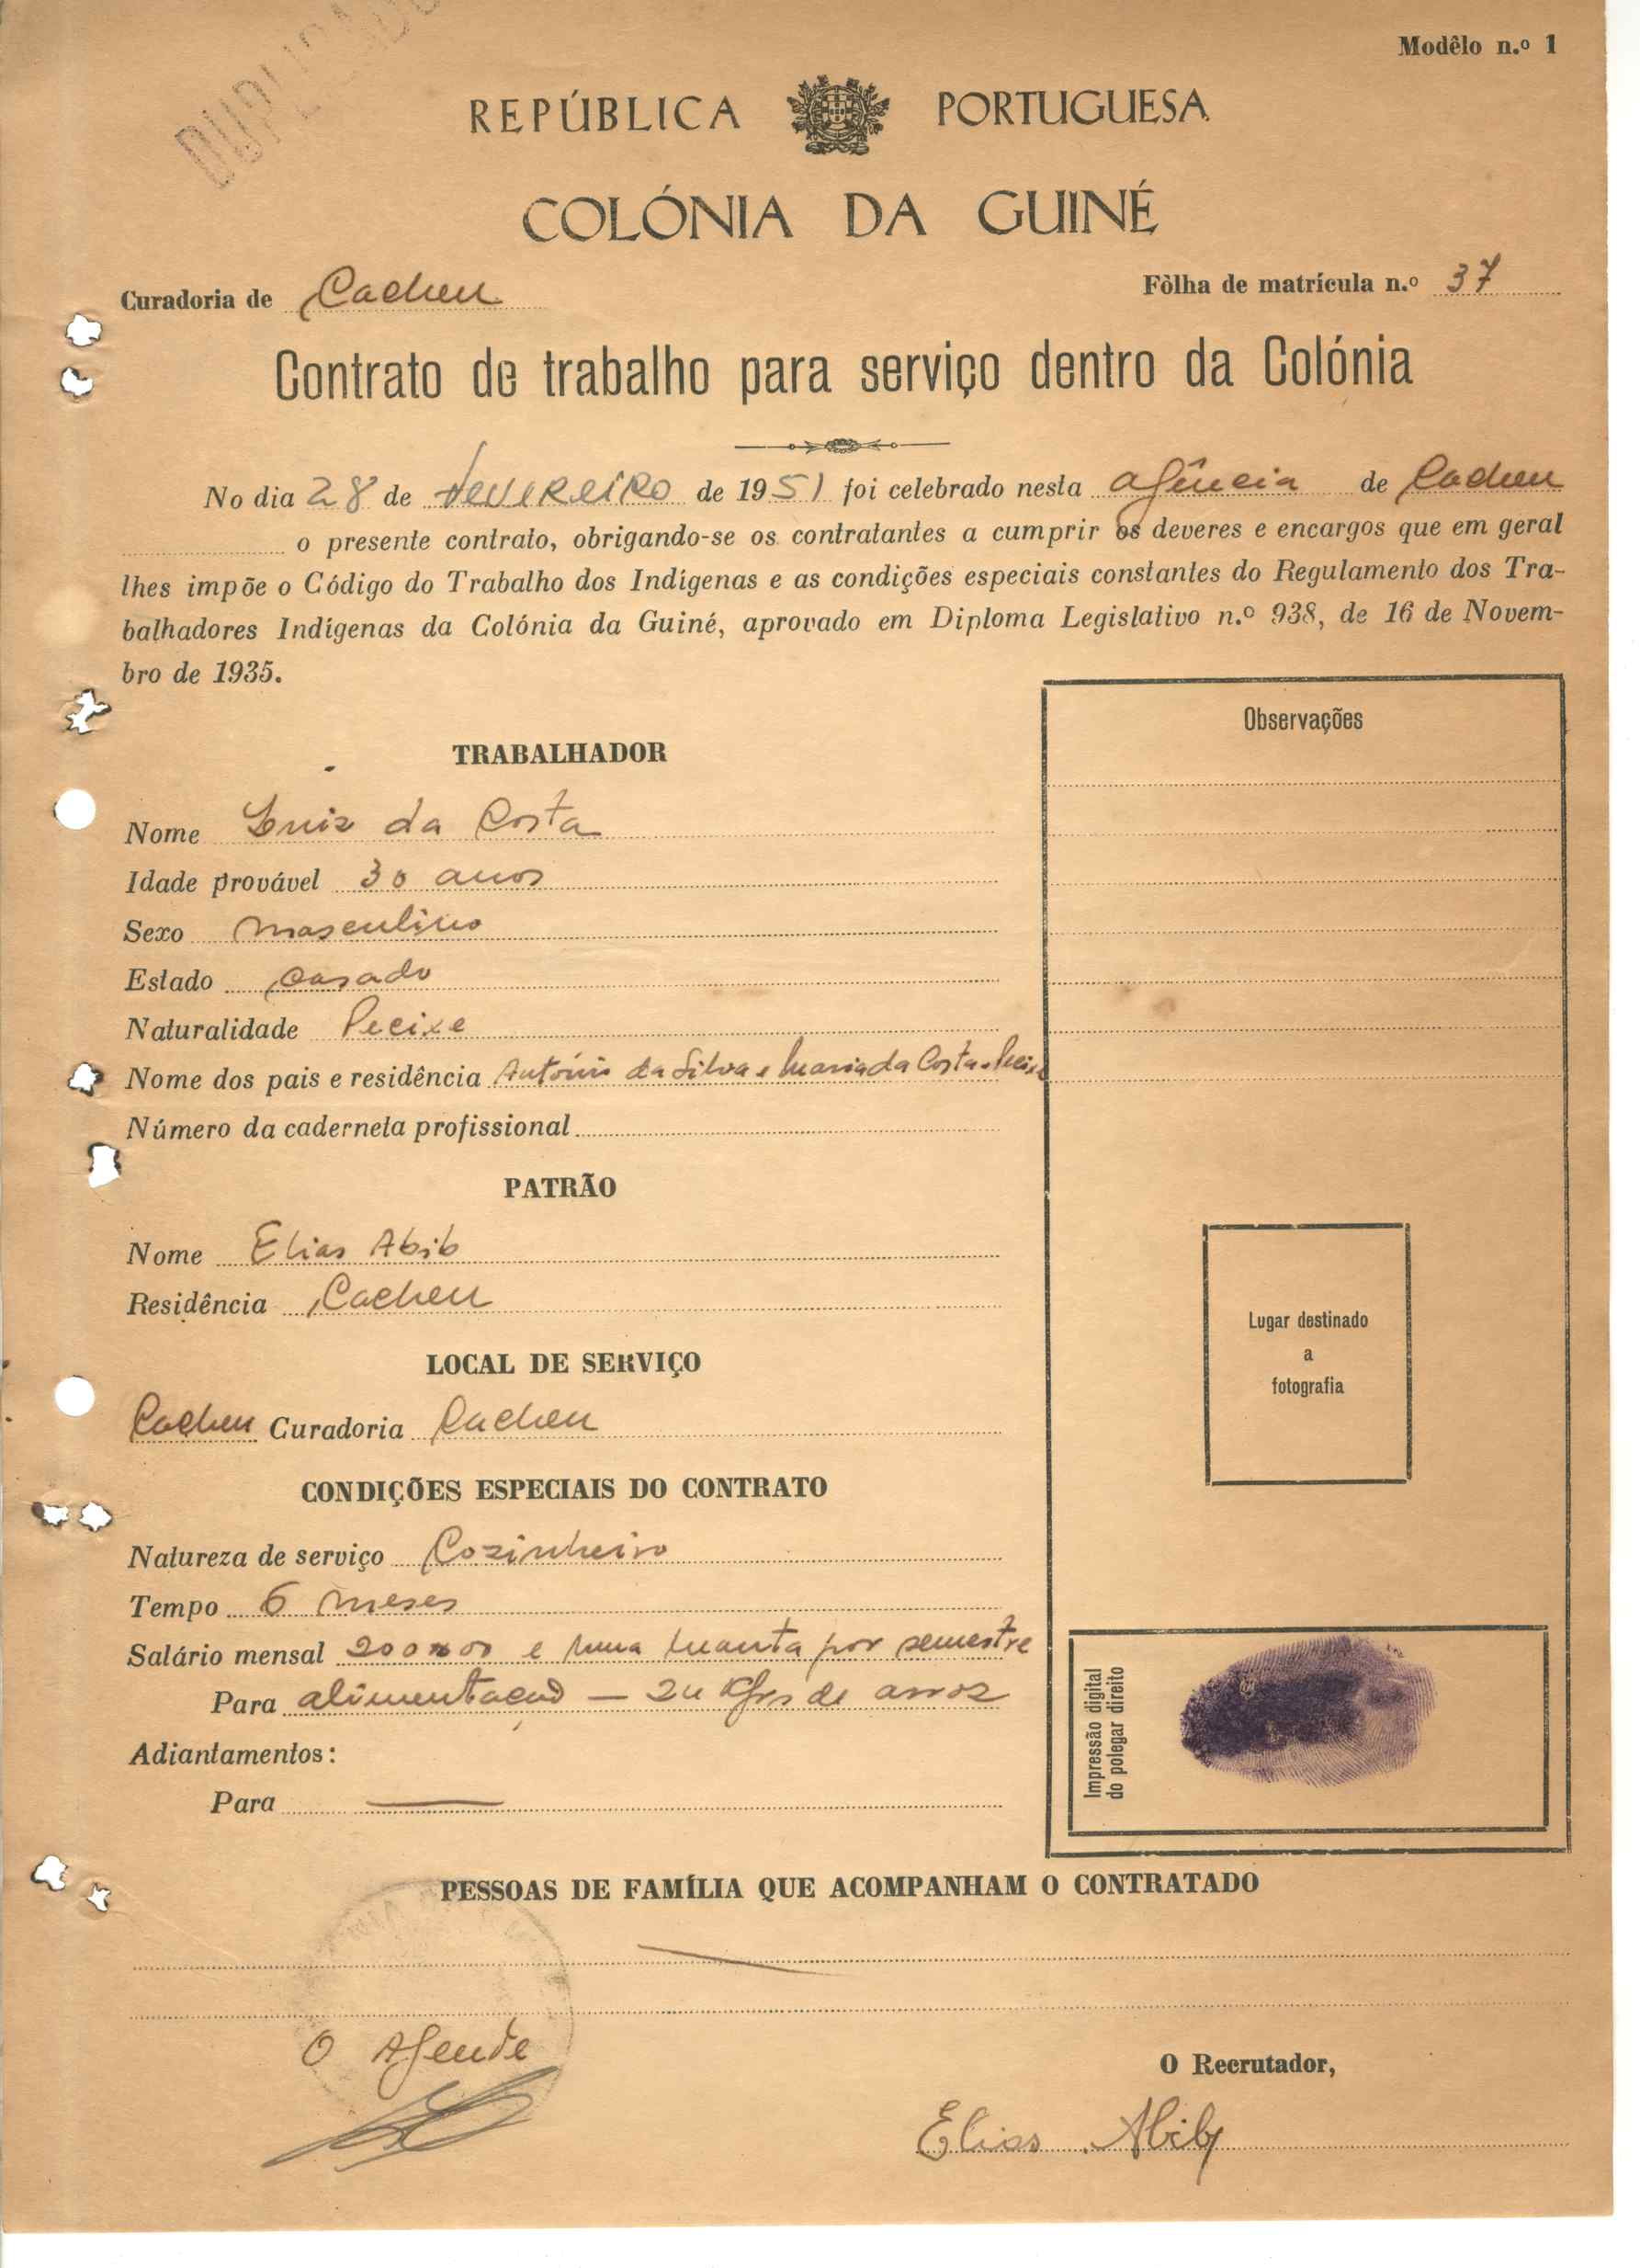 DUPLICADO
Modêlo n.º 1
REPÚBLICA PORTUGUESA
COLÓNIA DA GUINÉ
Curadoria de Cacheu
Fôlha de matrícula n.º 37
Contrato de trabalho para serviço dentro da Colónia
No dia 28 de fevereiro de 1951 foi celebrado nesta agência de Cacheu
o presente contrato, obrigando-se os contratantes a cumprir os deveres e encargos que em geral
lhes impõe o Código do Trabalho dos Indígenas e as condições especiais constantes do Regulamento dos Tra-
balhadores Indígenas da Colónia da Guiné, aprovado em Diploma Legislativo n.º 938, de 16 de Novem-
bro de 1935.
Observações
TRABALHADOR
Nome Luiz da Costa
Idade provável 30 anos
Sexo masculino
Estado casado
Naturalidade Pecixe
Nome dos pais e residência António da Silva e Maria da Costa - Pecixe
Número da caderneta profissional
PATRÃO
Nome Elias Abib
Residência Cacheu
Lugar destinado
a
fotografia
LOCAL DE SERVIÇO
Cacheu Curadoria Cacheu
CONDIÇÕES ESPECIAIS DO CONTRATO
Natureza de serviço Cozinheiro
Tempo 6 meses
Salário mensal 200$00 e uma manta por semestre
Para alimentação — 24 Kgrs de arroz
Adiantamentos:
Para
Impressão digital
do polegar direito
PESSOAS DE FAMÍLIA QUE ACOMPANHAM O CONTRATADO
O Agente
O Recrutador,
Elias Abib